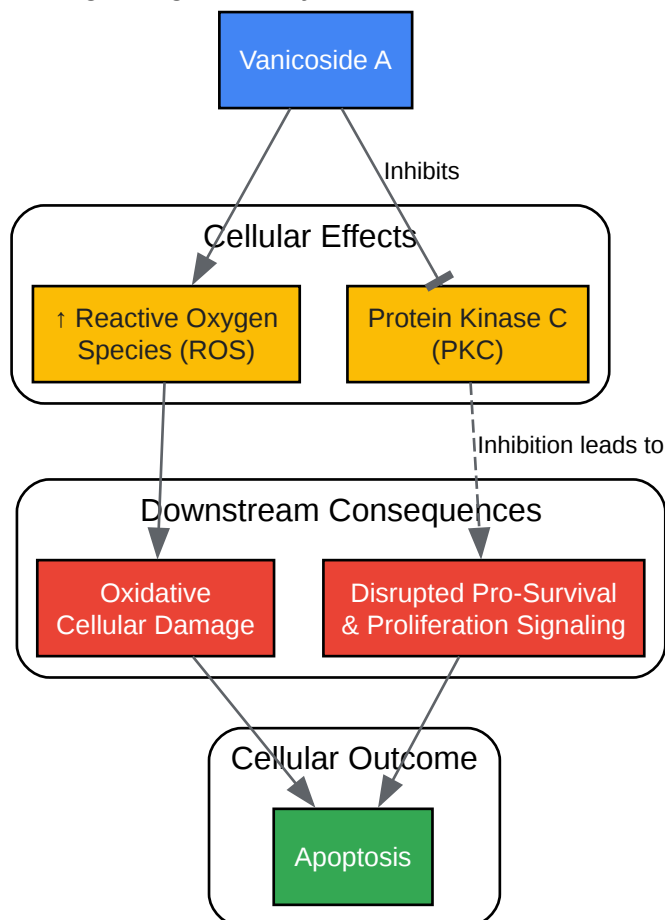 Vanicoside A
Inhibits
Cellular Effects
↑ Reactive Oxygen
Species (ROS)
Protein Kinase C
(PKC)
Inhibition leads to
Downstream Consequences
Oxidative
Cellular Damage
Disrupted Pro-Survival
& Proliferation Signaling
Cellular Outcome
Apoptosis